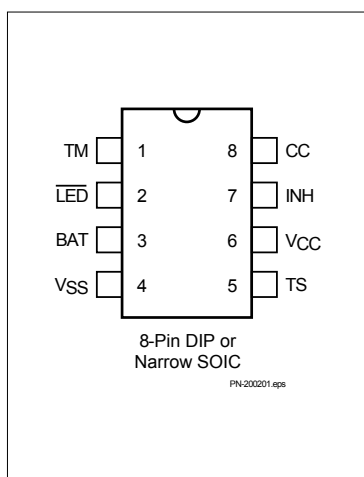 TM 1 8 CC
LED 2 7 INH
BAT 3 6 VCC
VSS 4 5 TS
8-Pin DIP or
Narrow SOIC
PN-200201.eps